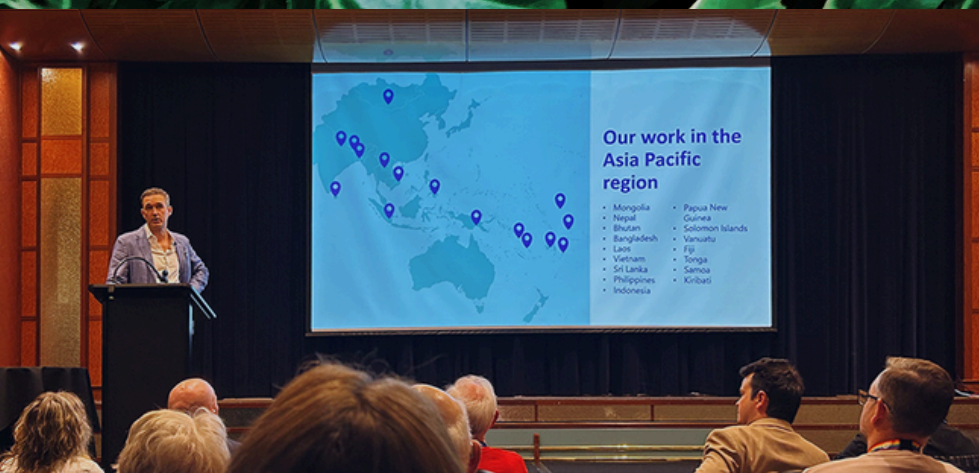 Our work in the
Asia Pacific
region
Mongolia
Nepal
Bhutan
Bangladesh
Laos
Vietnam
Sri Lanka
Philippines
Indonesia
Papua New
Guinea
Solomon Islands
Vanuatu
Fiji
Tonga
Samoa
Kiribati